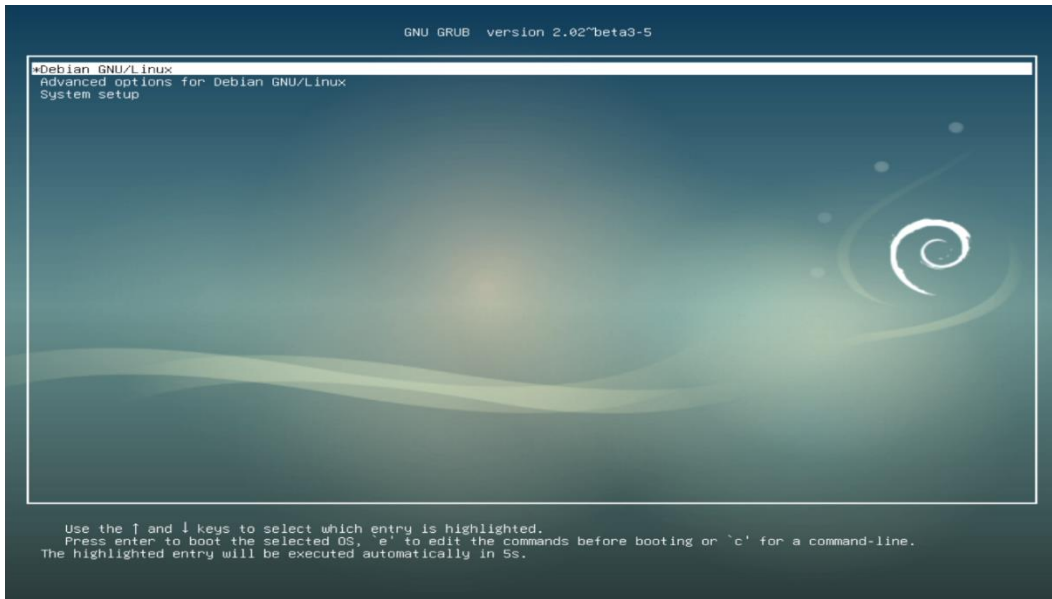 GNU GRUB  version 2.02~beta3-5
*Debian GNU/Linux
Advanced options for Debian GNU/Linux
System setup
Use the ↑ and ↓ keys to select which entry is highlighted.
Press enter to boot the selected OS, `e' to edit the commands before booting or `c' for a command-line.
The highlighted entry will be executed automatically in 5s.